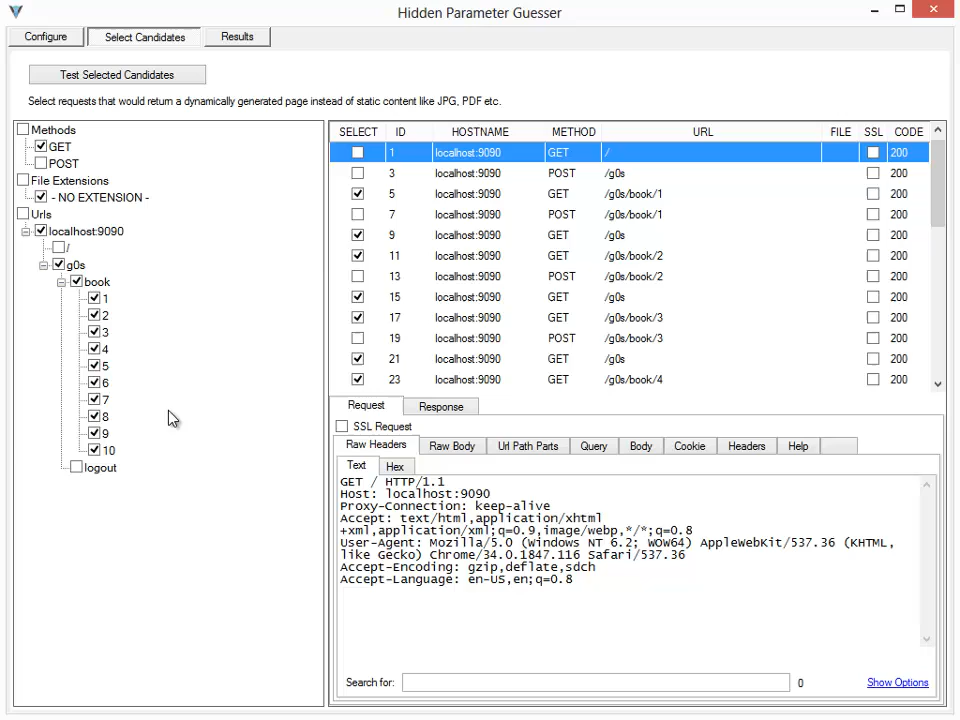 Hidden Parameter Guesser
Configure Select Candidates Results
Test Selected Candidates
Select requests that would return a dynamically generated page instead of static content like JPG, PDF etc.
Methods
GET
POST
File Extensions
- NO EXTENSION -
Urls
localhost:9090
/
g0s
book
1
2
3
4
5
6
7
8
9
10
logout
SELECT ID HOSTNAME METHOD URL FILE SSL CODE
1 localhost:9090 GET / 200
3 localhost:9090 POST /g0s 200
5 localhost:9090 GET /g0s/book/1 200
7 localhost:9090 POST /g0s/book/1 200
9 localhost:9090 GET /g0s 200
11 localhost:9090 GET /g0s/book/2 200
13 localhost:9090 POST /g0s/book/2 200
15 localhost:9090 GET /g0s 200
17 localhost:9090 GET /g0s/book/3 200
19 localhost:9090 POST /g0s/book/3 200
21 localhost:9090 GET /g0s 200
23 localhost:9090 GET /g0s/book/4 200
Request Response
SSL Request
Raw Headers Raw Body Url Path Parts Query Body Cookie Headers Help
Text Hex
GET / HTTP/1.1
Host: localhost:9090
Proxy-Connection: keep-alive
Accept: text/html,application/xhtml
+xml,application/xml;q=0.9,image/webp,*/*;q=0.8
User-Agent: Mozilla/5.0 (Windows NT 6.2; WOW64) AppleWebKit/537.36 (KHTML,
like Gecko) Chrome/34.0.1847.116 Safari/537.36
Accept-Encoding: gzip,deflate,sdch
Accept-Language: en-US,en;q=0.8
Search for: 0 Show Options